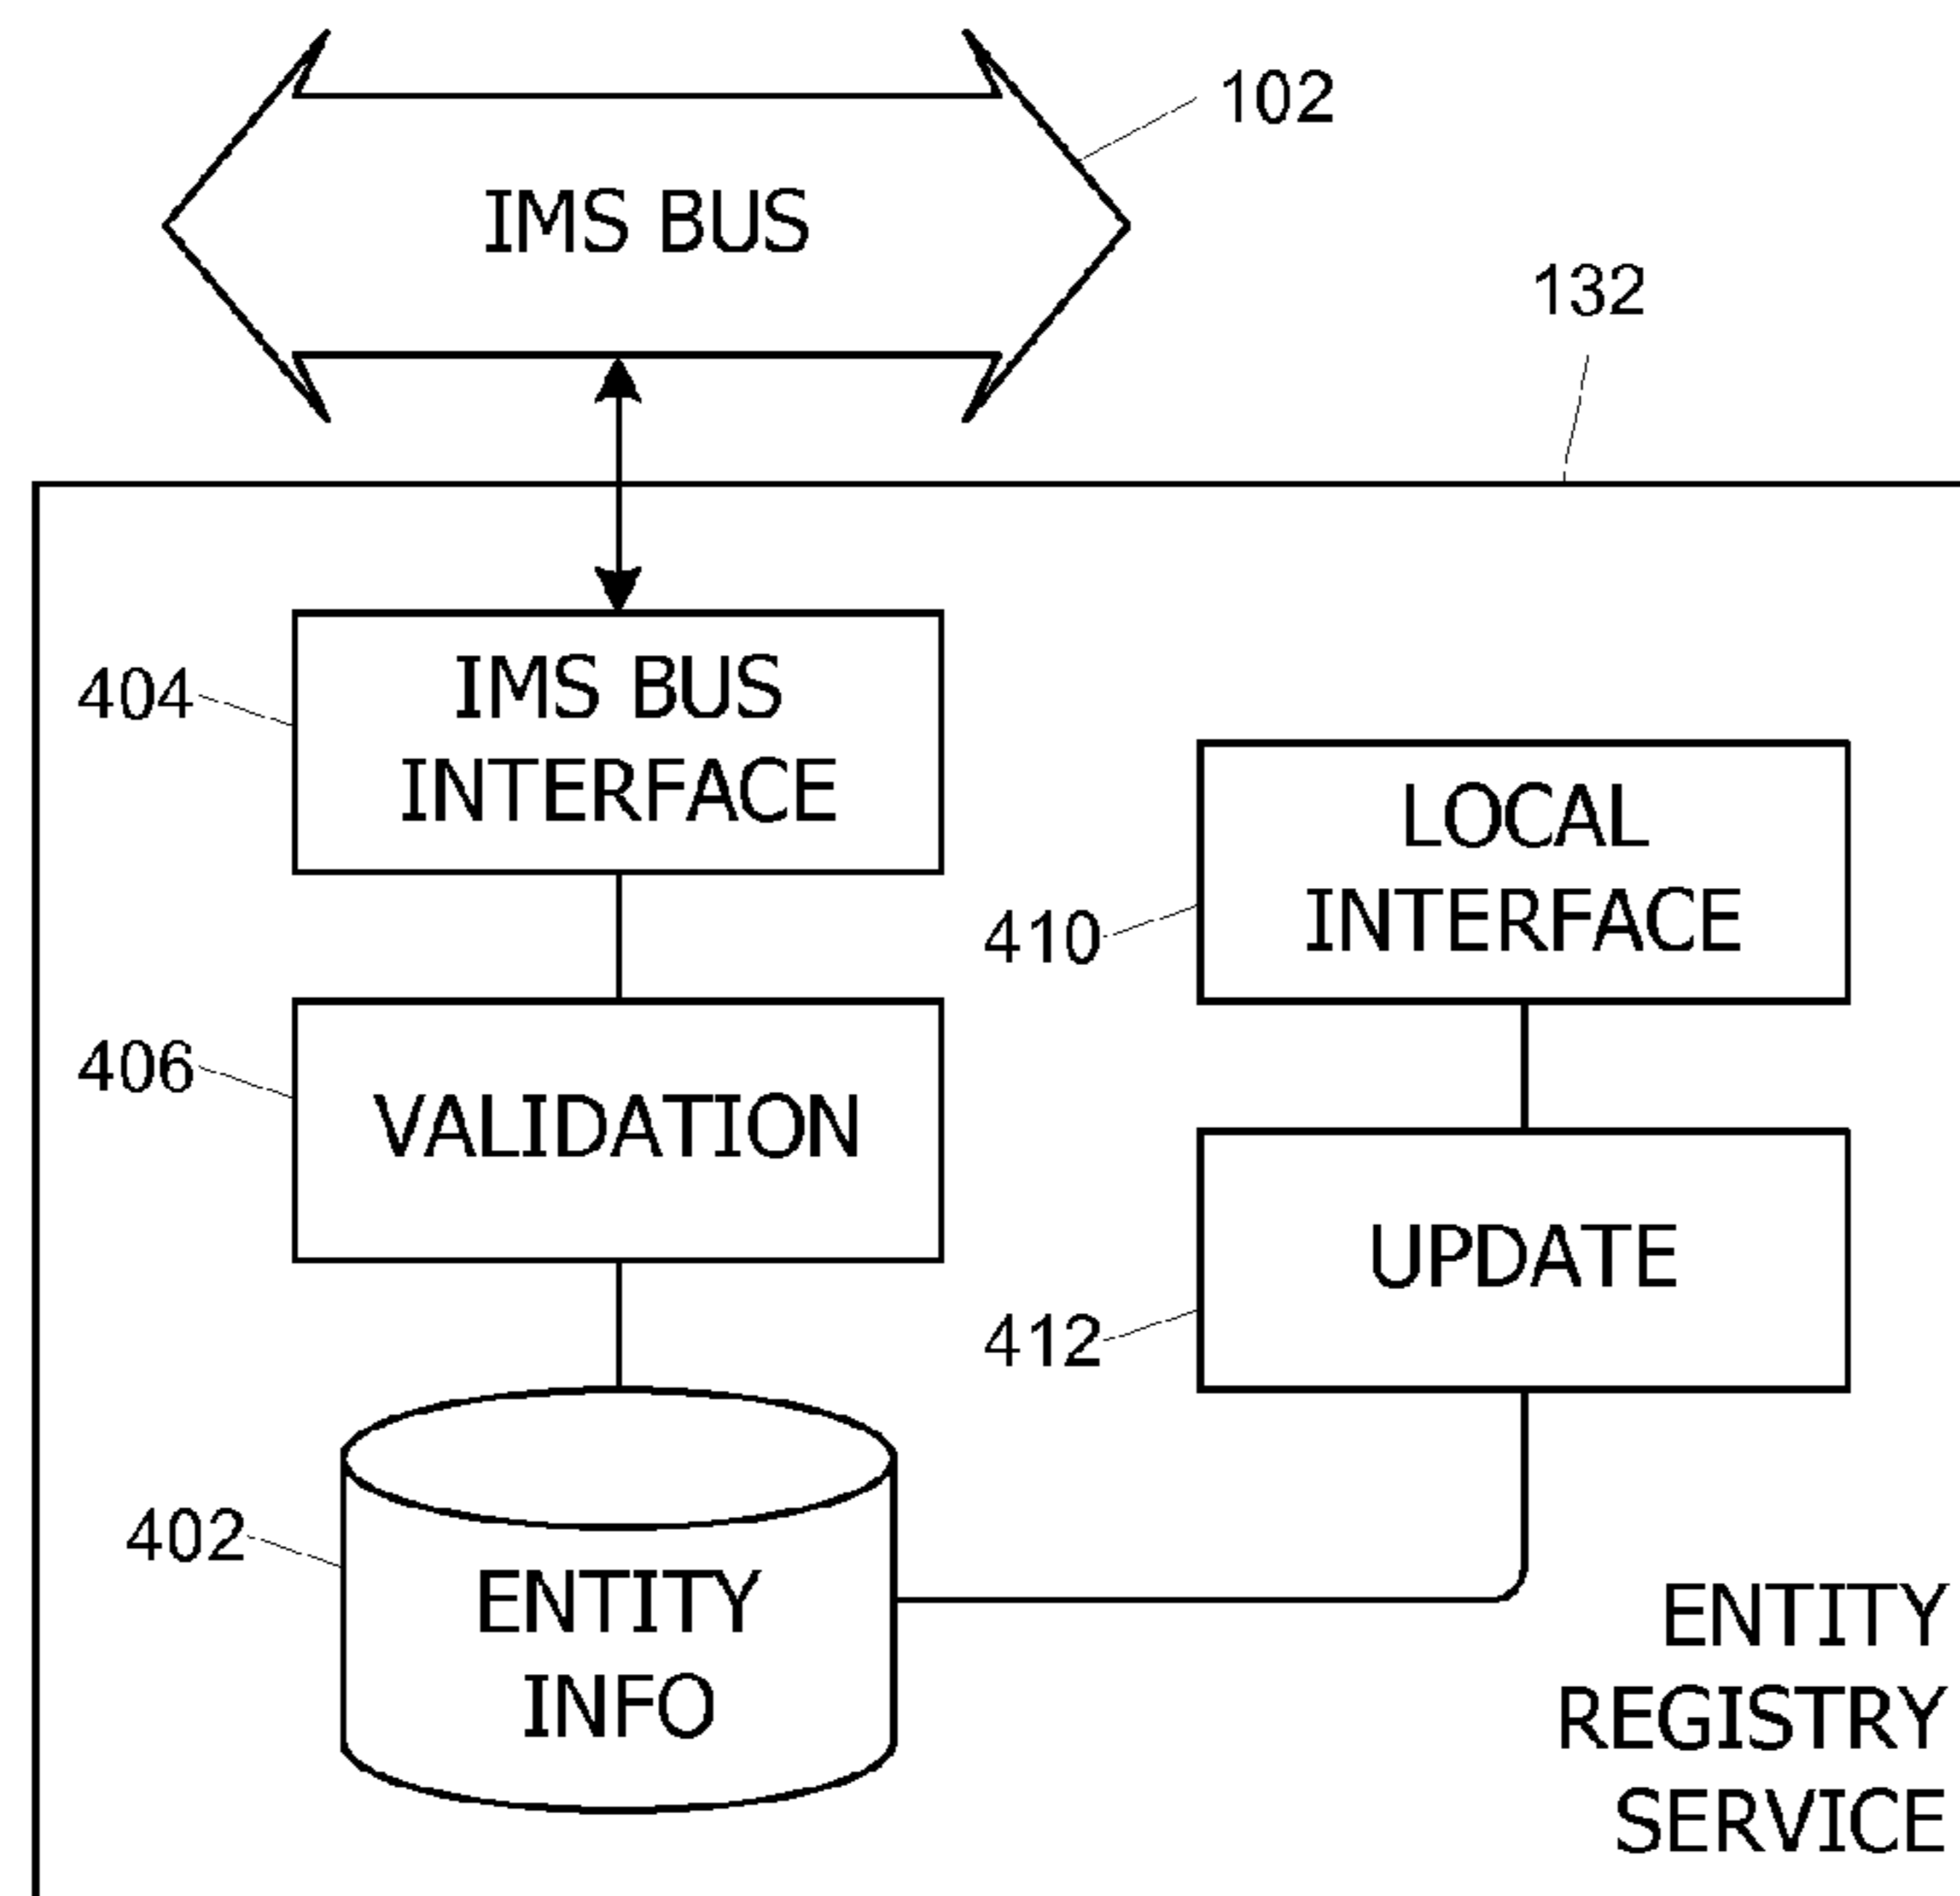 102
IMS BUS
132
404
IMS BUS
INTERFACE
410
LOCAL
INTERFACE
406
VALIDATION
412
UPDATE
402
ENTITY
INFO
ENTITY
REGISTRY
SERVICE